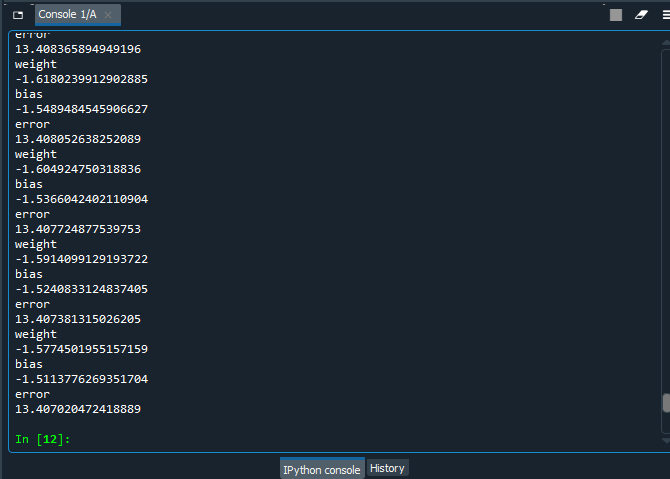 Console 1/A
error
13.408365894949196
weight
-1.6180239912902885
bias
-1.5489484545906627
error
13.408052638252089
weight
-1.604924750318836
bias
-1.5366042402110904
error
13.407724877539753
weight
-1.5914099129193722
bias
-1.5240833124837405
error
13.407381315026205
weight
-1.5774501955157159
bias
-1.5113776269351704
error
13.407020472418889
In [12]:
IPython console History